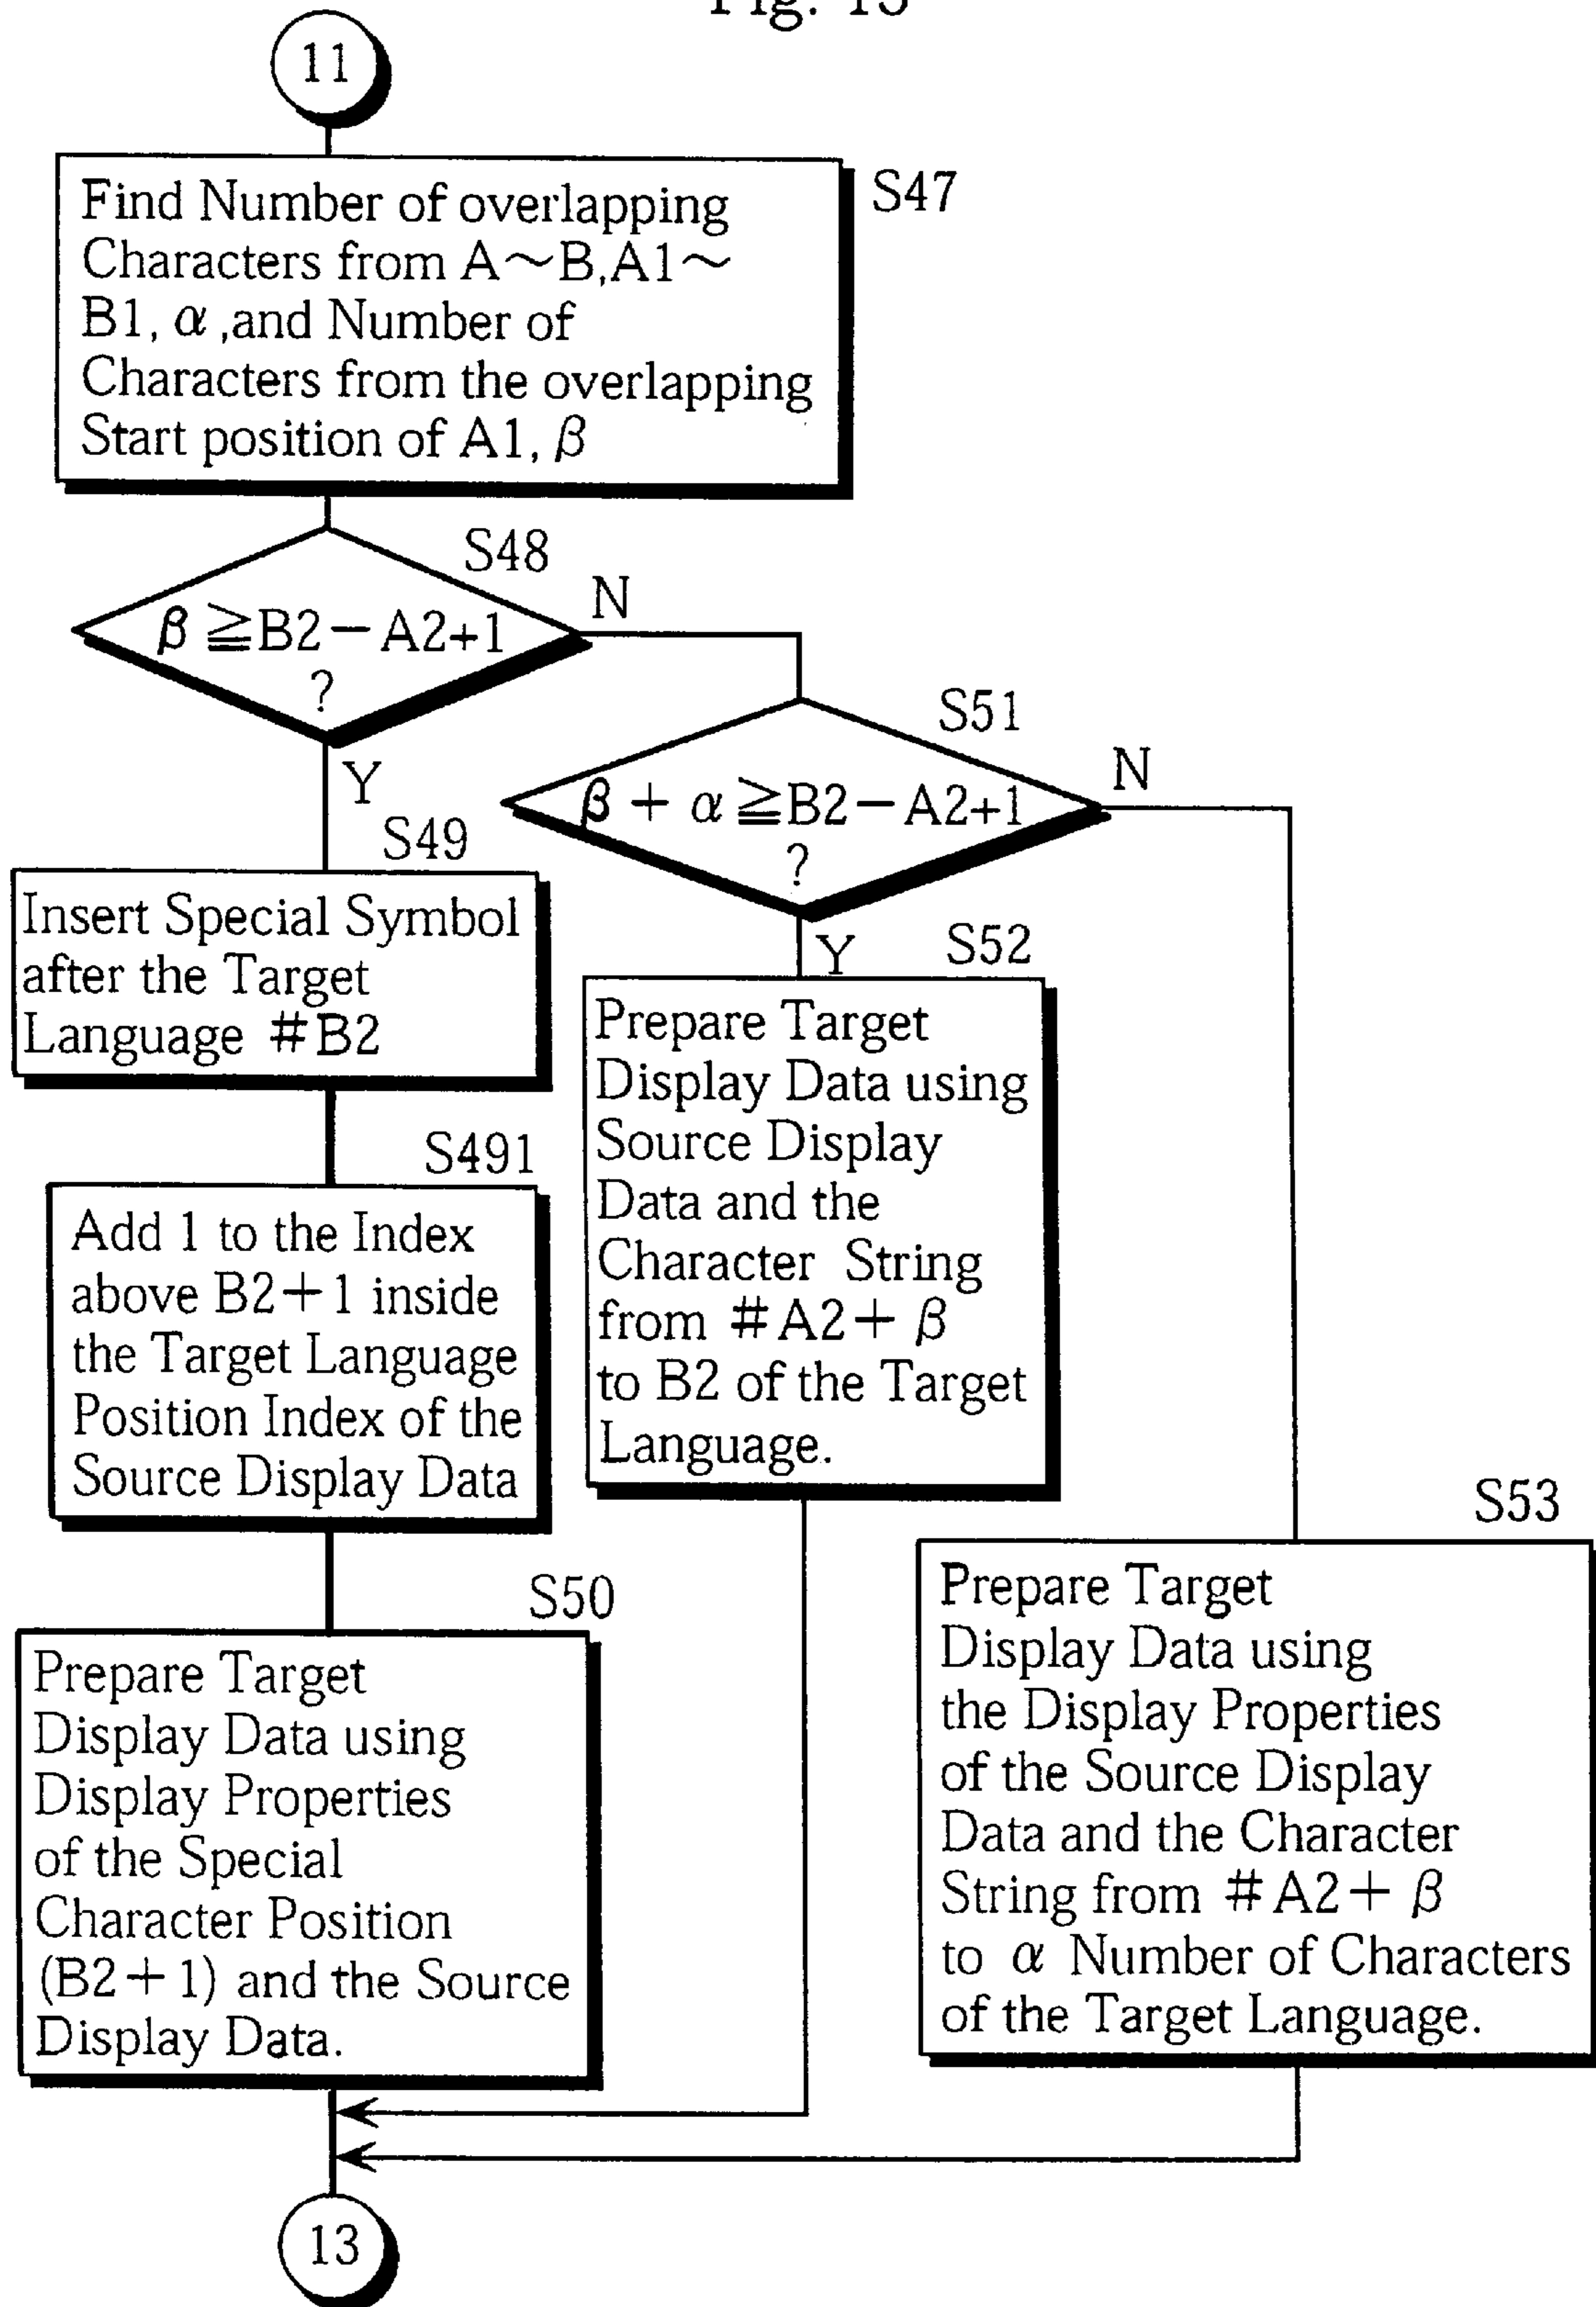 Fig. 13
11
S47
Find Number of overlapping
Characters from A～B,A1～
B1, α ,and Number of
Characters from the overlapping
Start position of A1, β
S48
β ≧B2－A2+1
?
N
Y
S51
β + α ≧B2－A2+1
?
N
Y
S49
Insert Special Symbol
after the Target
Language #B2
S491
Add 1 to the Index
above B2+1 inside
the Target Language
Position Index of the
Source Display Data
S50
Prepare Target
Display Data using
Display Properties
of the Special
Character Position
(B2+1) and the Source
Display Data.
S52
Prepare Target
Display Data using
Source Display
Data and the
Character String
from #A2+ β
to B2 of the Target
Language.
S53
Prepare Target
Display Data using
the Display Properties
of the Source Display
Data and the Character
String from #A2+ β
to α Number of Characters
of the Target Language.
13